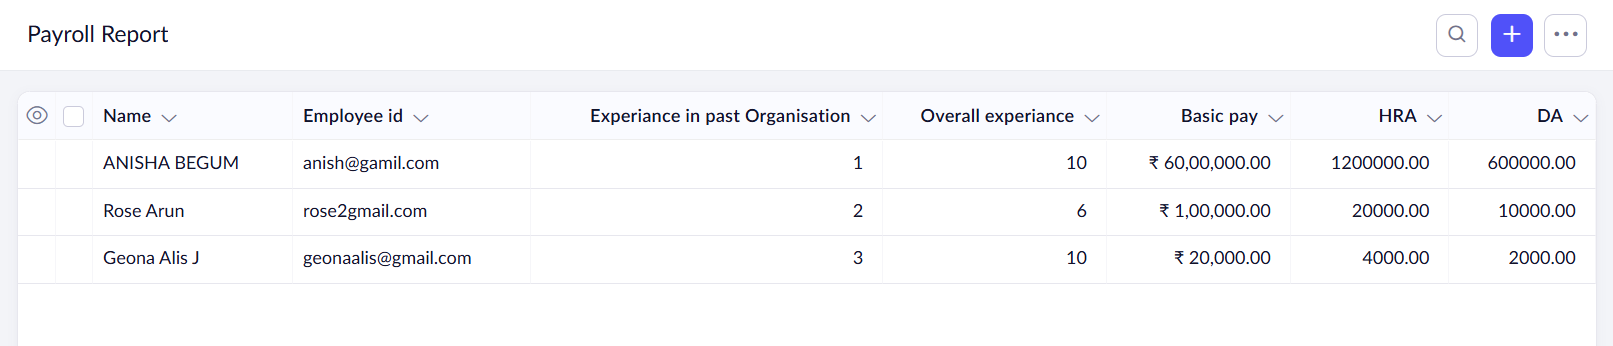 Payroll Report
Name Employee id Experiance in past Organisation Overall experiance Basic pay HRA DA
ANISHA BEGUM anish@gamil.com 1 10 ₹ 60,00,000.00 1200000.00 600000.00
Rose Arun rose2gmail.com 2 6 ₹ 1,00,000.00 20000.00 10000.00
Geona Alis J geonaalis@gmail.com 3 10 ₹ 20,000.00 4000.00 2000.00